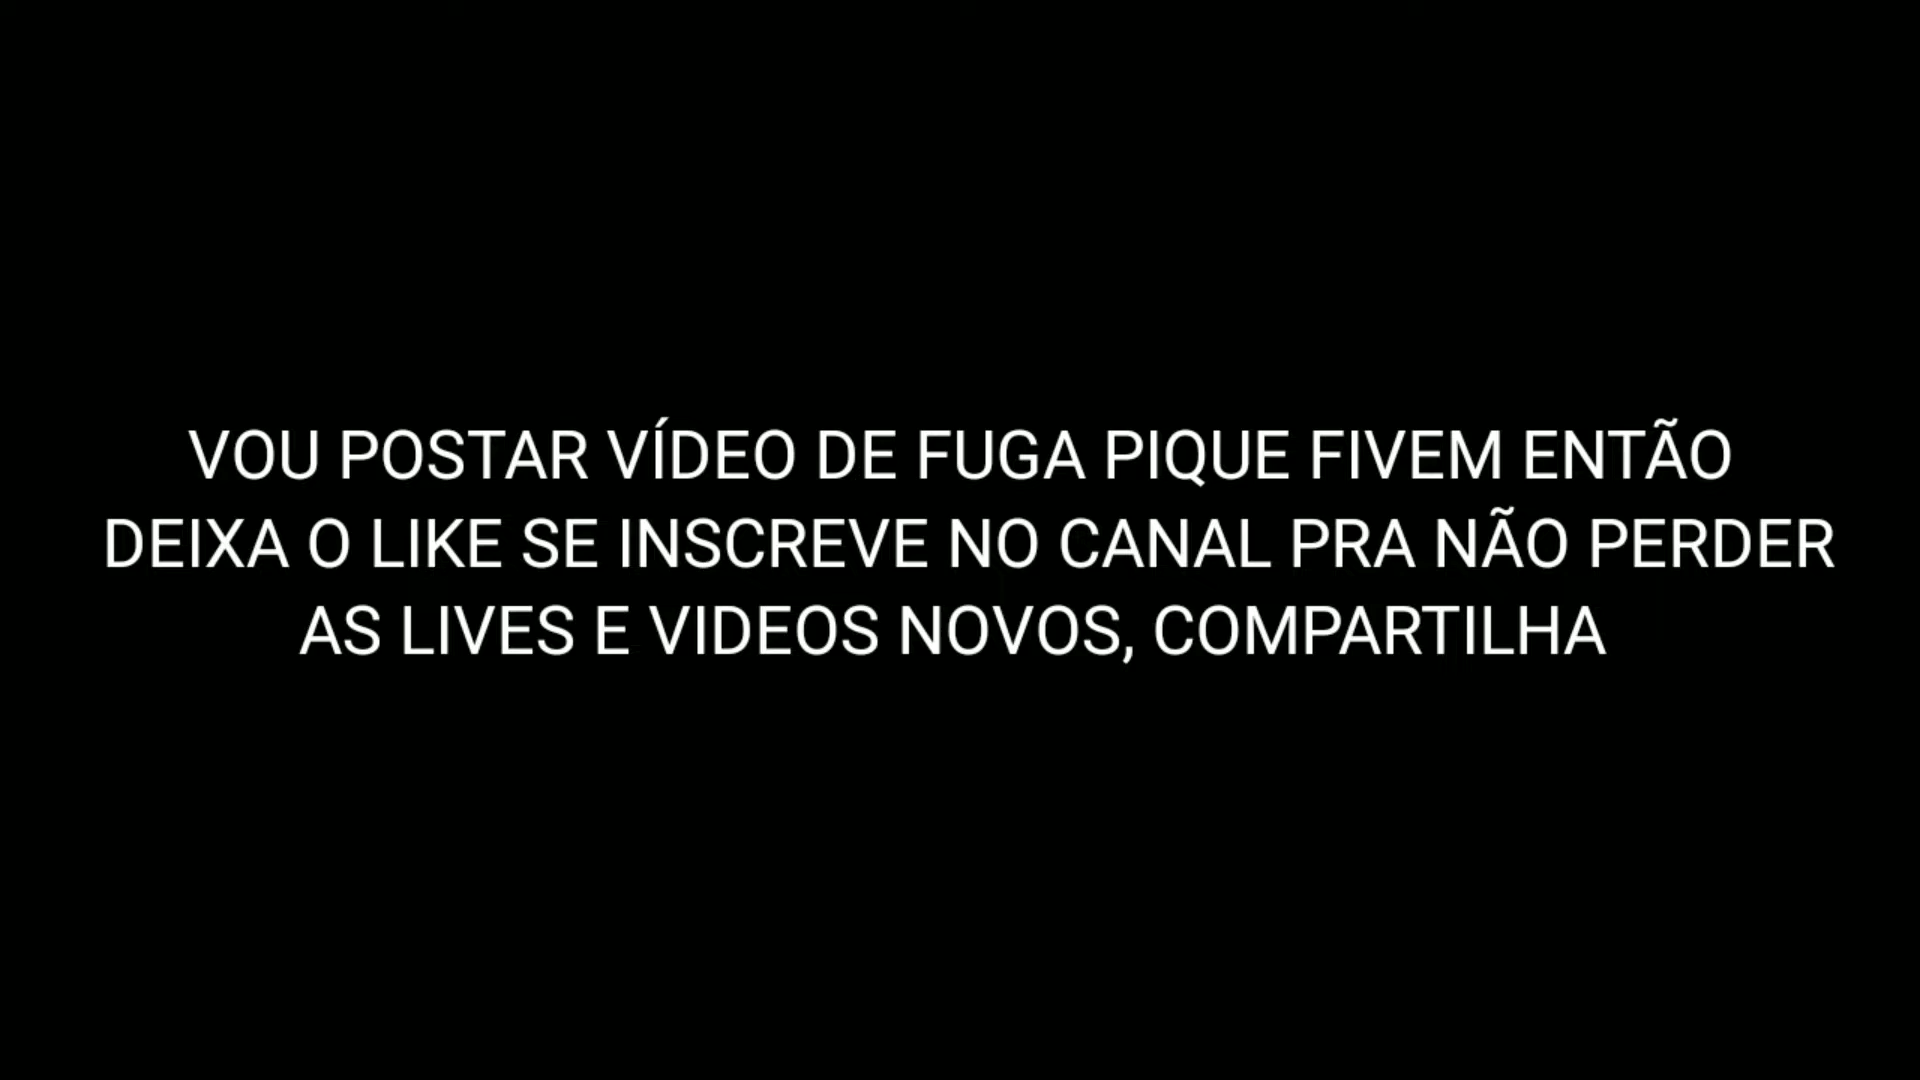 VOU POSTAR VÍDEO DE FUGA PIQUE FIVEM ENTÃO
DEIXA O LIKE SE INSCREVE NO CANAL PRA NÃO PERDER
AS LIVES E VIDEOS NOVOS, COMPARTILHA